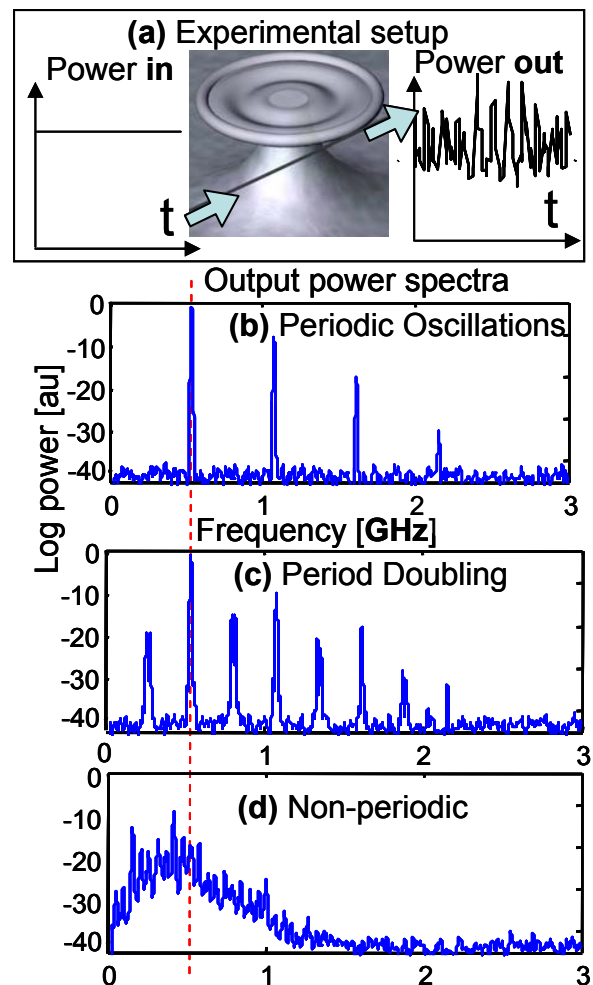 (a) Experimental setup
Power in
Power out
t
t
Output power spectra
(b) Periodic Oscillations
0
-10
-20
-30
-40
0 1 2 3
Log power [au]
Frequency [GHz]
(c) Period Doubling
0
-10
-20
-30
-40
0 1 2 3
(d) Non-periodic
0
-10
-20
-30
-40
0 1 2 3